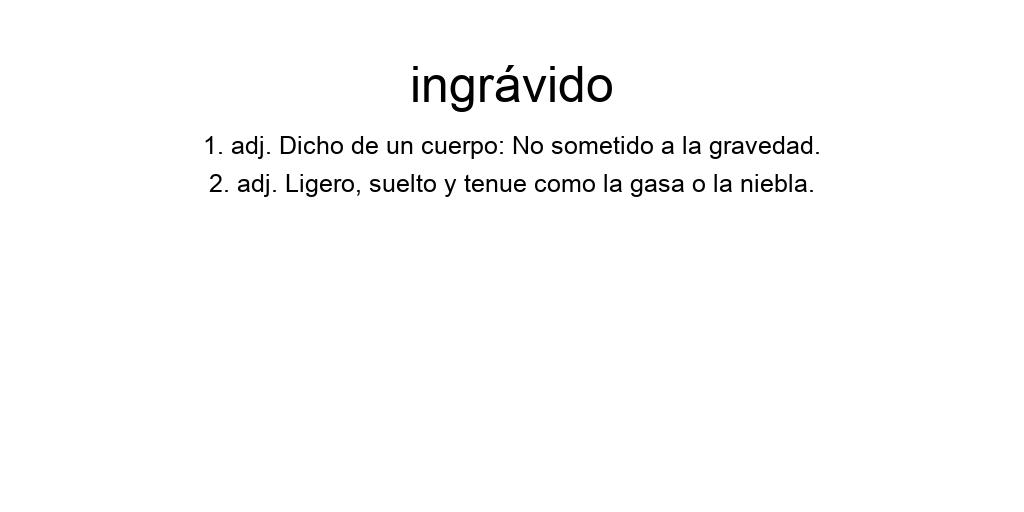 ingrávido
1. adj. Dicho de un cuerpo: No sometido a la gravedad.
2. adj. Ligero, suelto y tenue como la gasa o la niebla.